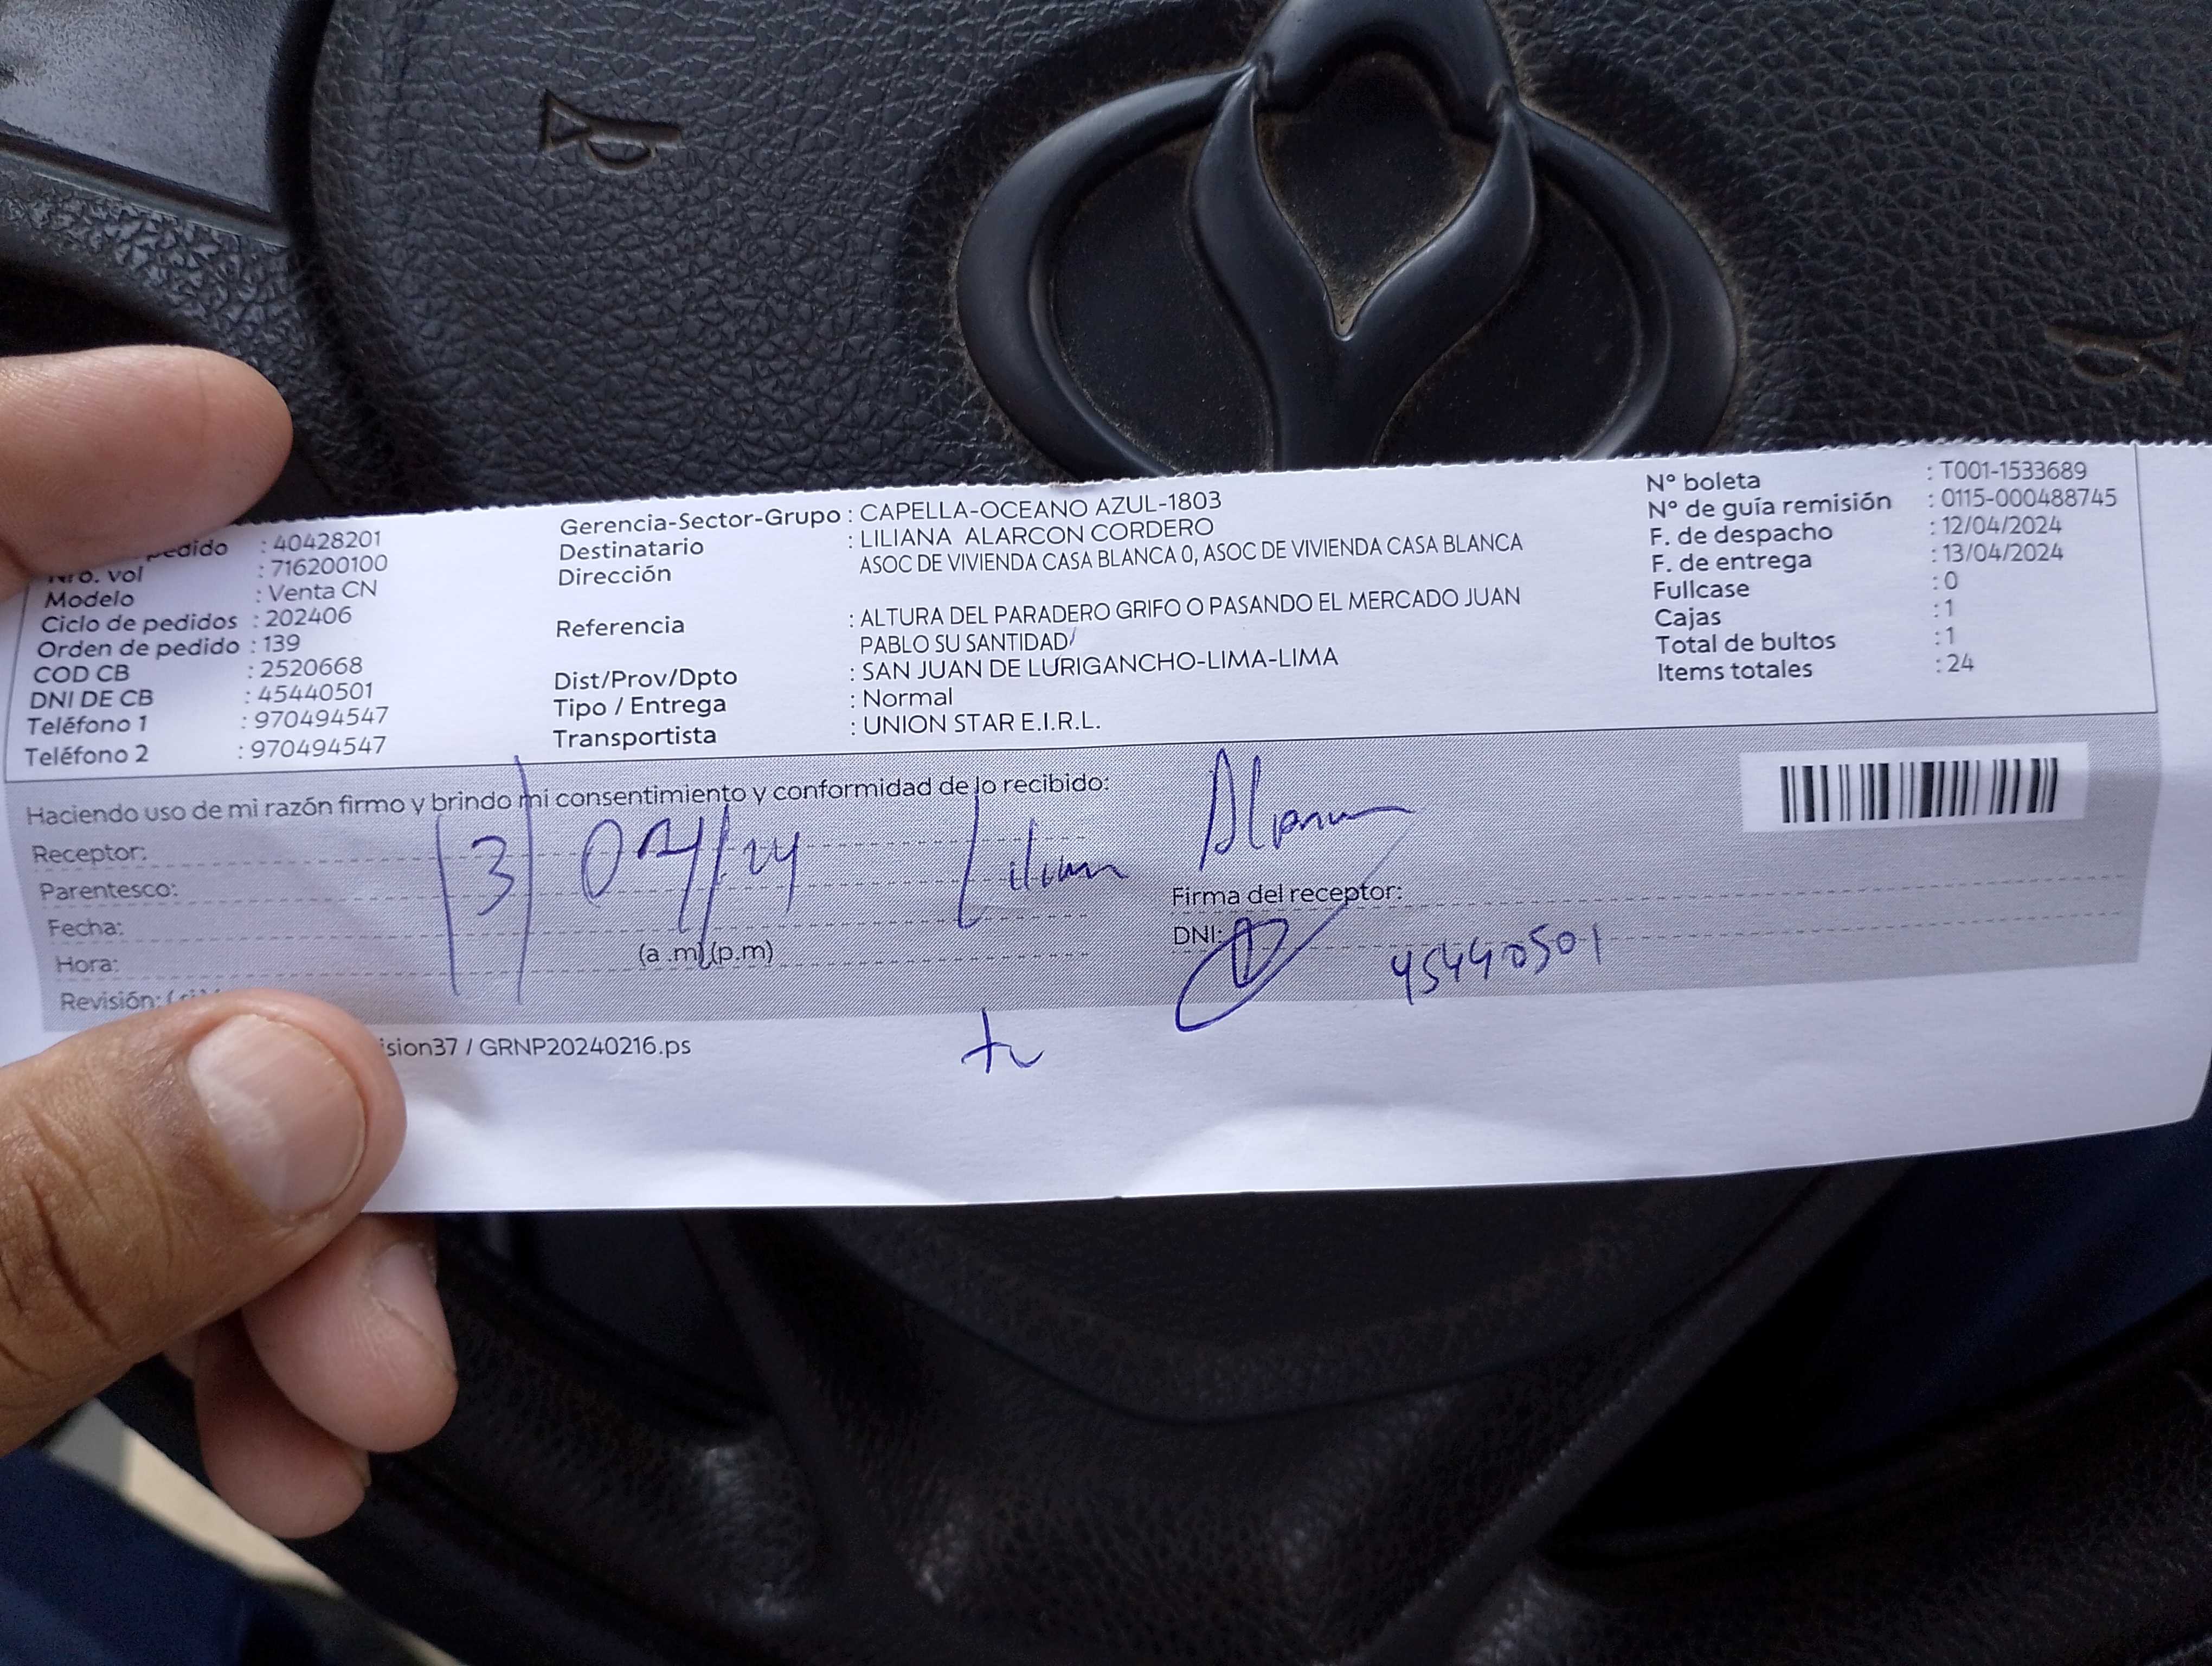 pedido : 40428201
Nro. vol : 716200100
Modelo : Venta CN
Ciclo de pedidos : 202406
Orden de pedido : 139
COD CB : 2520668
DNI DE CB : 45440501
Teléfono 1 : 970494547
Teléfono 2 : 970494547
Gerencia-Sector-Grupo : CAPELLA-OCEANO AZUL-1803
Destinatario : LILIANA ALARCON CORDERO
Dirección ASOC DE VIVIENDA CASA BLANCA 0, ASOC DE VIVIENDA CASA BLANCA
Referencia : ALTURA DEL PARADERO GRIFO O PASANDO EL MERCADO JUAN
PABLO SU SANTIDAD/
Dist/Prov/Dpto : SAN JUAN DE LURIGANCHO-LIMA-LIMA
Tipo / Entrega : Normal
Transportista : UNION STAR E.I.R.L.
N° boleta : T001-1533689
N° de guía remisión : 0115-000488745
F. de despacho : 12/04/2024
F. de entrega : 13/04/2024
Fullcase : 0
Cajas : 1
Total de bultos : 1
Items totales : 24
Haciendo uso de mi razón firmo y brindo mi consentimiento y conformidad de lo recibido:
Receptor:
Parentesco:
Fecha:
Hora: (a.m)(p.m)
Revisión:
13/04/24
Firma del receptor:
DNI: 45440501
ision37 / GRNP20240216.ps